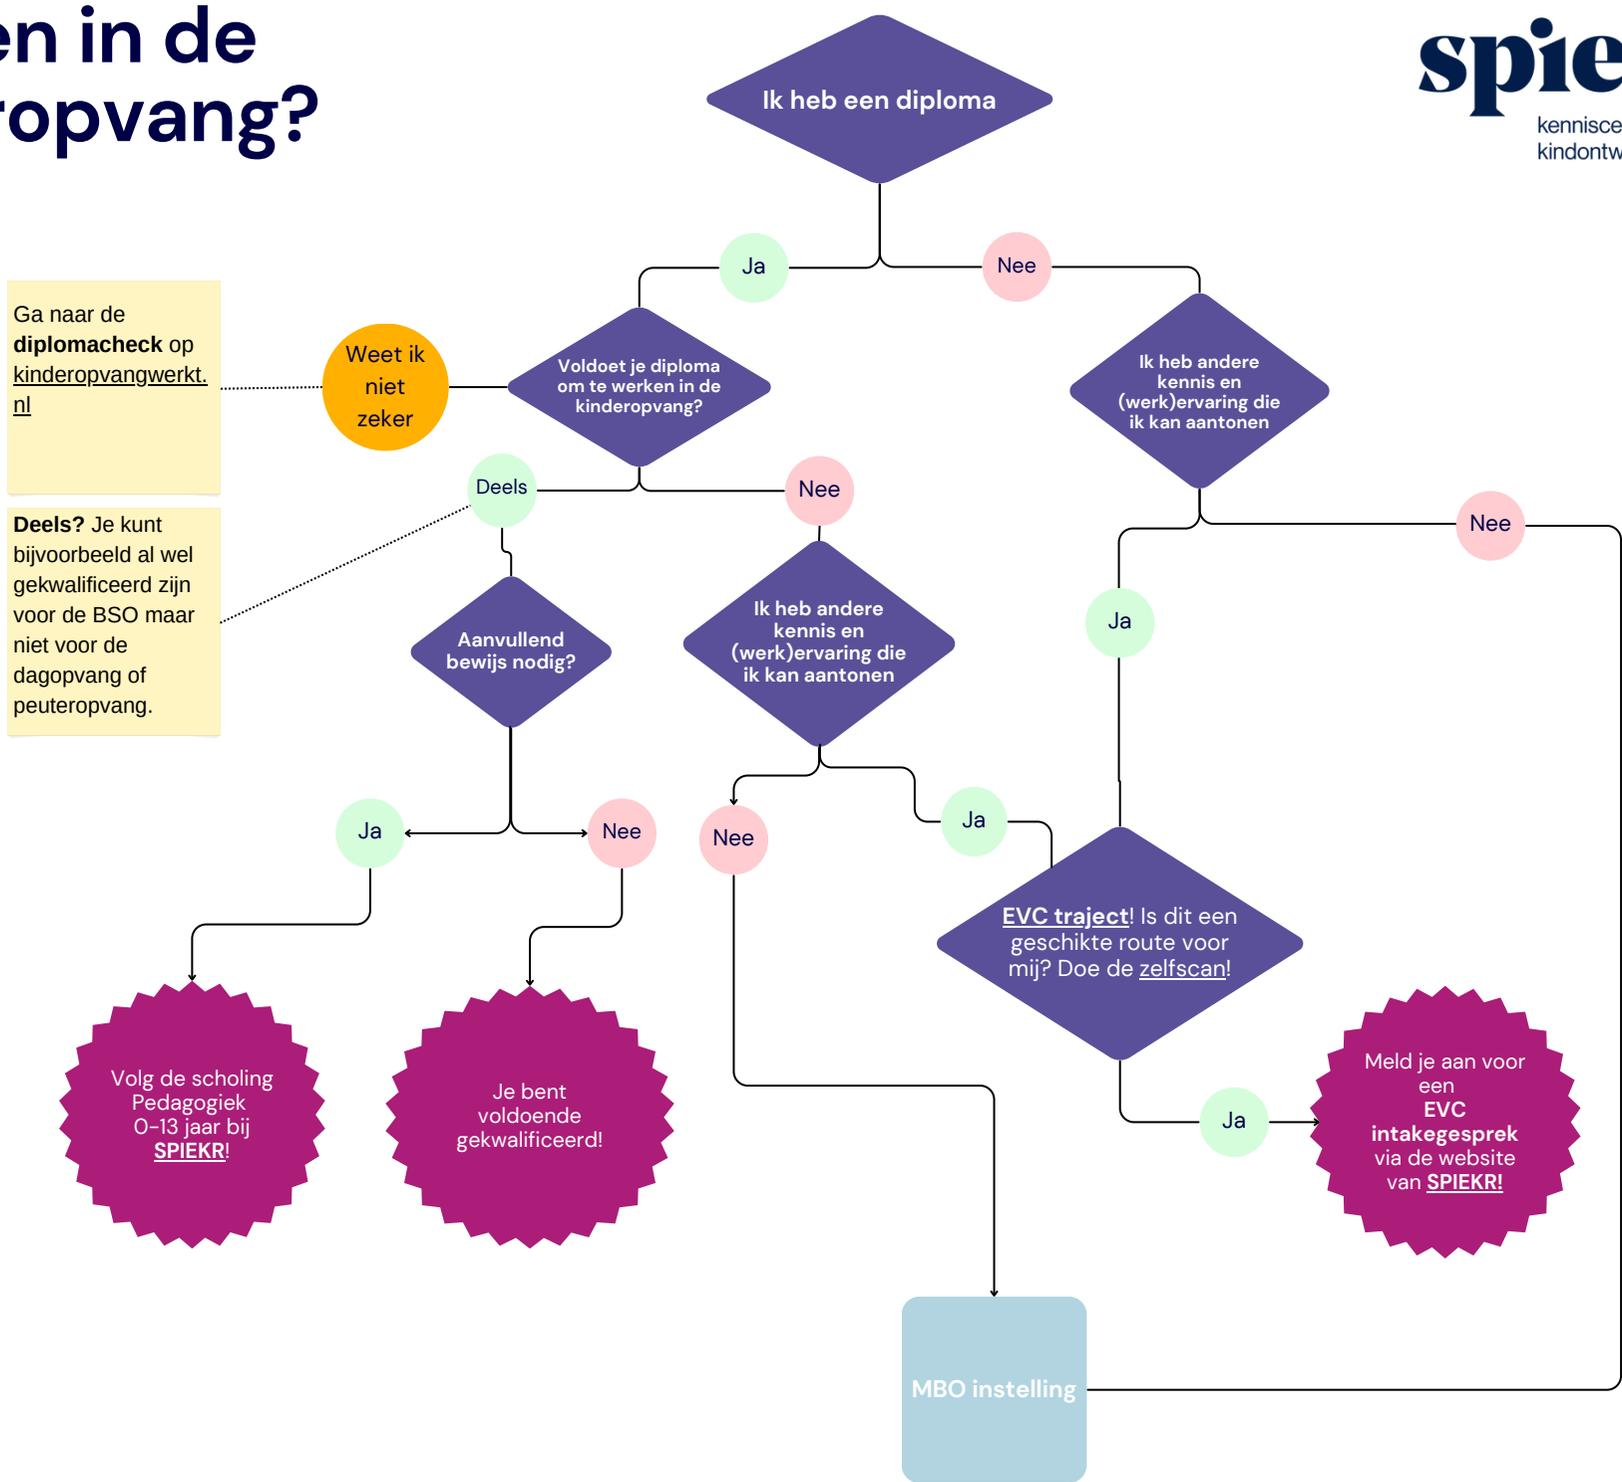 en in de
ropvang?
spie
kennisce
kindontw
Ik heb een diploma
Ja
Nee
Ga naar de
diplomacheck op
kinderopvangwerkt.
nl
Weet ik
niet
zeker
Voldoet je diploma
om te werken in de
kinderopvang?
Ik heb andere
kennis en
(werk)ervaring die
ik kan aantonen
Deels
Nee
Nee
Deels? Je kunt
bijvoorbeeld al wel
gekwalificeerd zijn
voor de BSO maar
niet voor de
dagopvang of
peuteropvang.
Aanvullend
bewijs nodig?
Ik heb andere
kennis en
(werk)ervaring die
ik kan aantonen
Ja
Ja
Nee
Nee
Ja
EVC traject! Is dit een
geschikte route voor
mij? Doe de zelfscan!
Volg de scholing
Pedagogiek
0-13 jaar bij
SPIEKR!
Je bent
voldoende
gekwalificeerd!
Ja
Meld je aan voor
een
EVC
intakegesprek
via de website
van SPIEKR!
MBO instelling